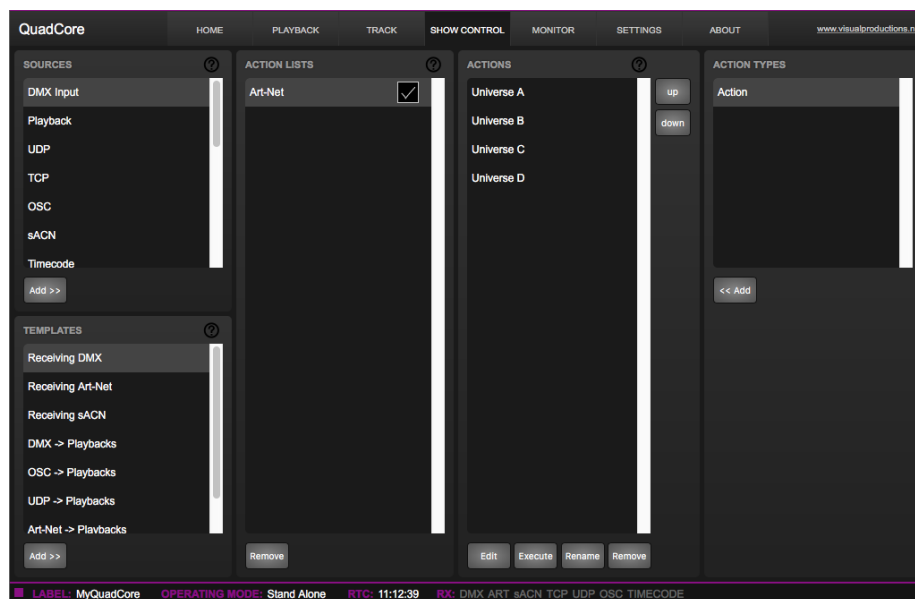 QuadCore HOME PLAYBACK TRACK SHOW CONTROL MONITOR SETTINGS ABOUT www.visualproductions.n
SOURCES ?
DMX Input
Playback
UDP
TCP
OSC
sACN
Timecode
Add >>
TEMPLATES ?
Receiving DMX
Receiving Art-Net
Receiving sACN
DMX -> Playbacks
OSC -> Playbacks
UDP -> Playbacks
Art-Net -> Playbacks
Add >>
ACTION LISTS ?
Art-Net
Remove
ACTIONS ?
Universe A
Universe B
Universe C
Universe D
up
down
Edit Execute Rename Remove
ACTION TYPES
Action
<< Add
LABEL: MyQuadCore OPERATING MODE: Stand Alone RTC: 11:12:39 RX: DMX ART sACN TCP UDP OSC TIMECODE